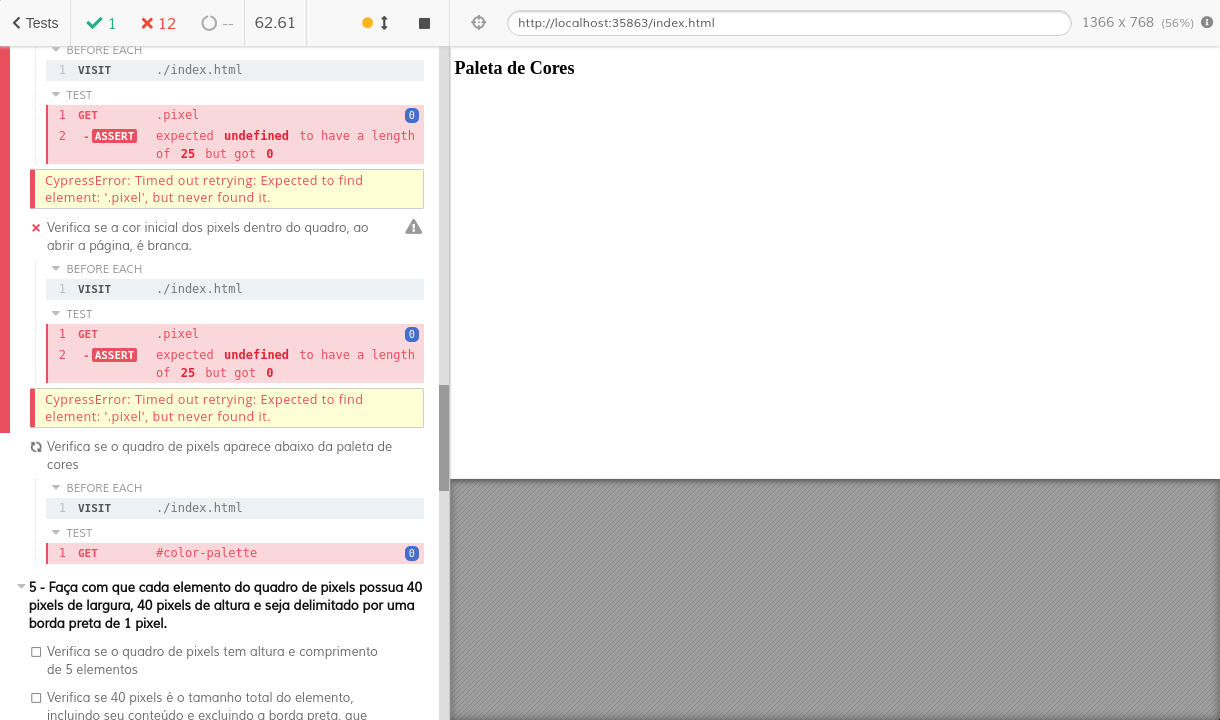 Tests
1
12
--
62.61
http://localhost:35863/index.html
1366 x 768 (56%)
BEFORE EACH
1 VISIT ./index.html
TEST
1 GET .pixel 0
2 -ASSERT expected undefined to have a length
of 25 but got 0
CypressError: Timed out retrying: Expected to find
element: '.pixel', but never found it.
Verifica se a cor inicial dos pixels dentro do quadro, ao
abrir a página, é branca.
BEFORE EACH
1 VISIT ./index.html
TEST
1 GET .pixel 0
2 -ASSERT expected undefined to have a length
of 25 but got 0
CypressError: Timed out retrying: Expected to find
element: '.pixel', but never found it.
Verifica se o quadro de pixels aparece abaixo da paleta de
cores
BEFORE EACH
1 VISIT ./index.html
TEST
1 GET #color-palette 0
5 - Faça com que cada elemento do quadro de pixels possua 40
pixels de largura, 40 pixels de altura e seja delimitado por uma
borda preta de 1 pixel.
Verifica se o quadro de pixels tem altura e comprimento
de 5 elementos
Verifica se 40 pixels é o tamanho total do elemento,
incluindo seu conteúdo e excluindo a borda preta, que
Paleta de Cores